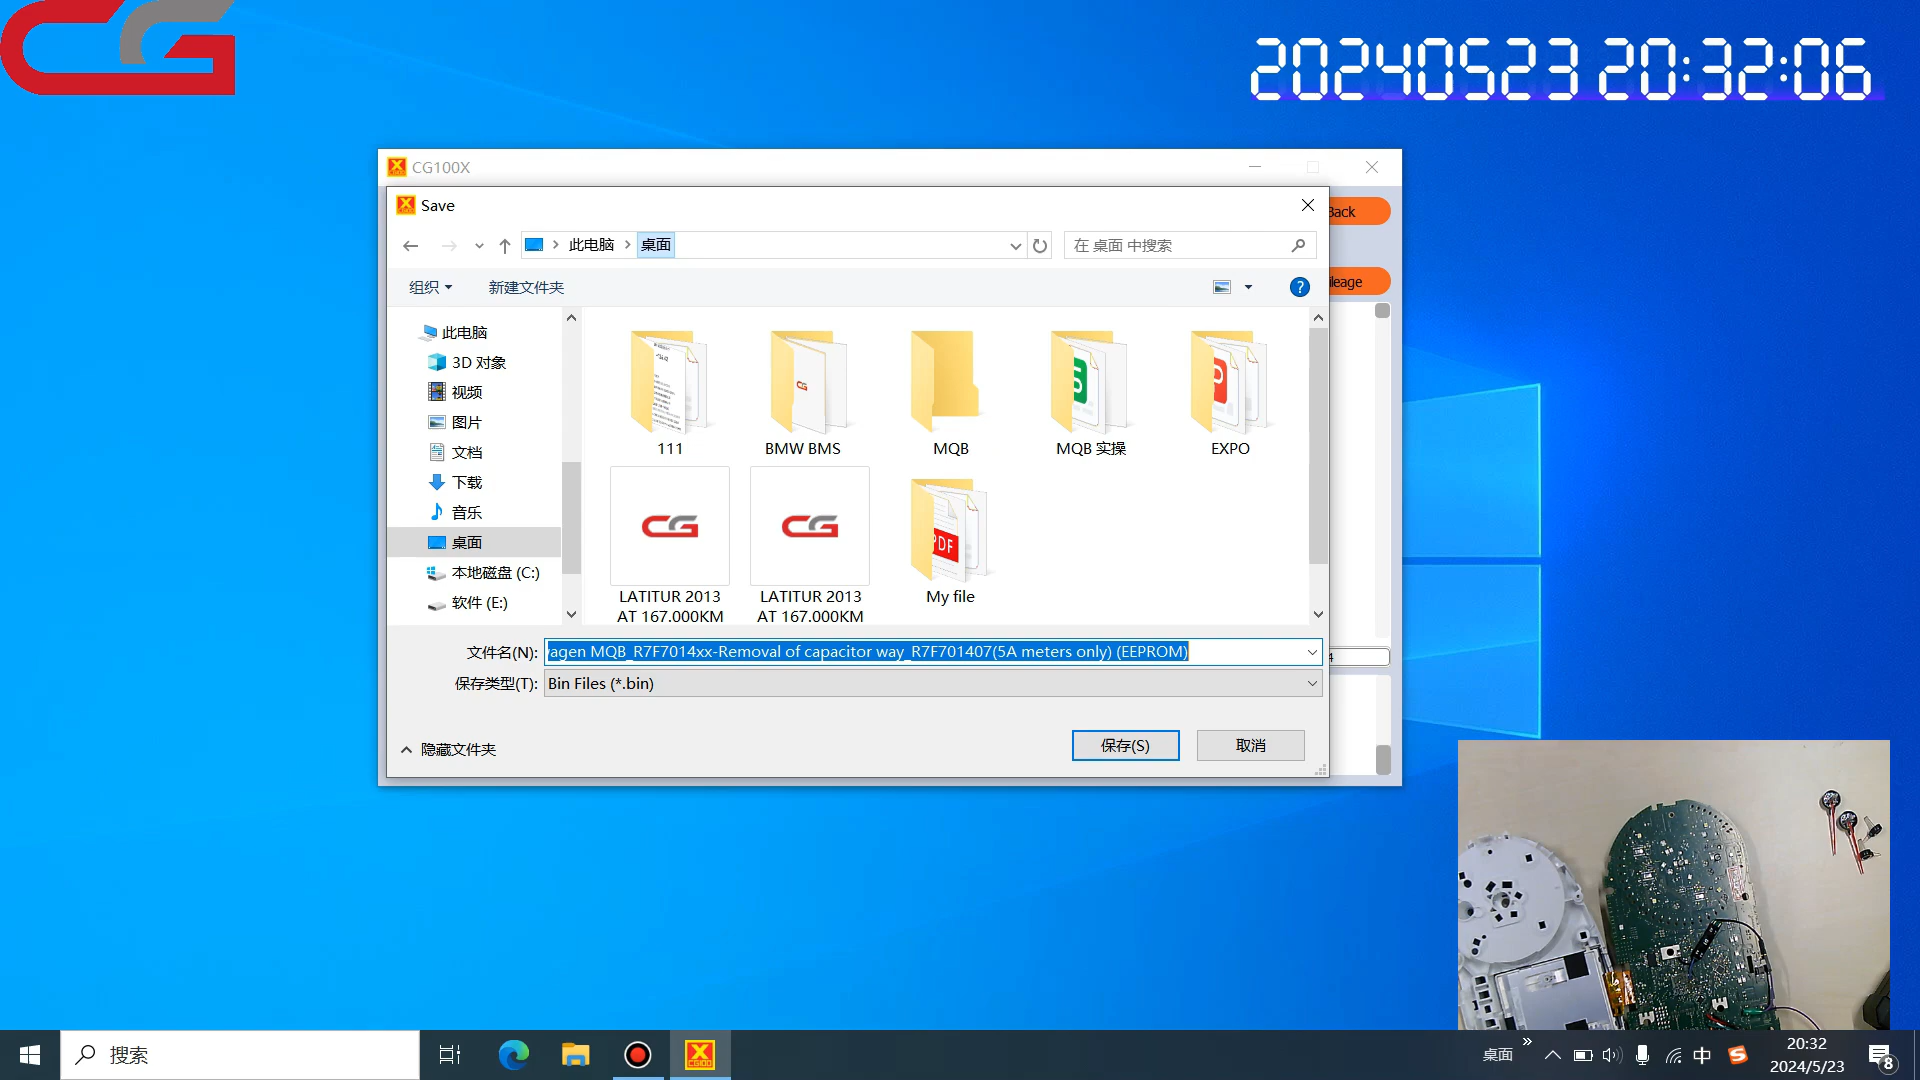 CG
20240523 20:32:06
CG100X
Save
Back
此电脑
桌面
在 桌面 中搜索
组织
新建文件夹
leage
此电脑
3D 对象
视频
图片
文档
下载
音乐
桌面
本地磁盘 (C:)
软件 (E:)
111
BMW BMS
MQB
MQB 实操
EXPO
CG
CG
PDF
LATITUR 2013
AT 167.000KM
LATITUR 2013
AT 167.000KM
My file
文件名(N):
agen MQB_R7F7014xx-Removal of capacitor way_R7F701407(5A meters only) (EEPROM)
保存类型(T):
Bin Files (*.bin)
隐藏文件夹
保存(S)
取消
搜索
桌面
中
20:32
2024/5/23
8